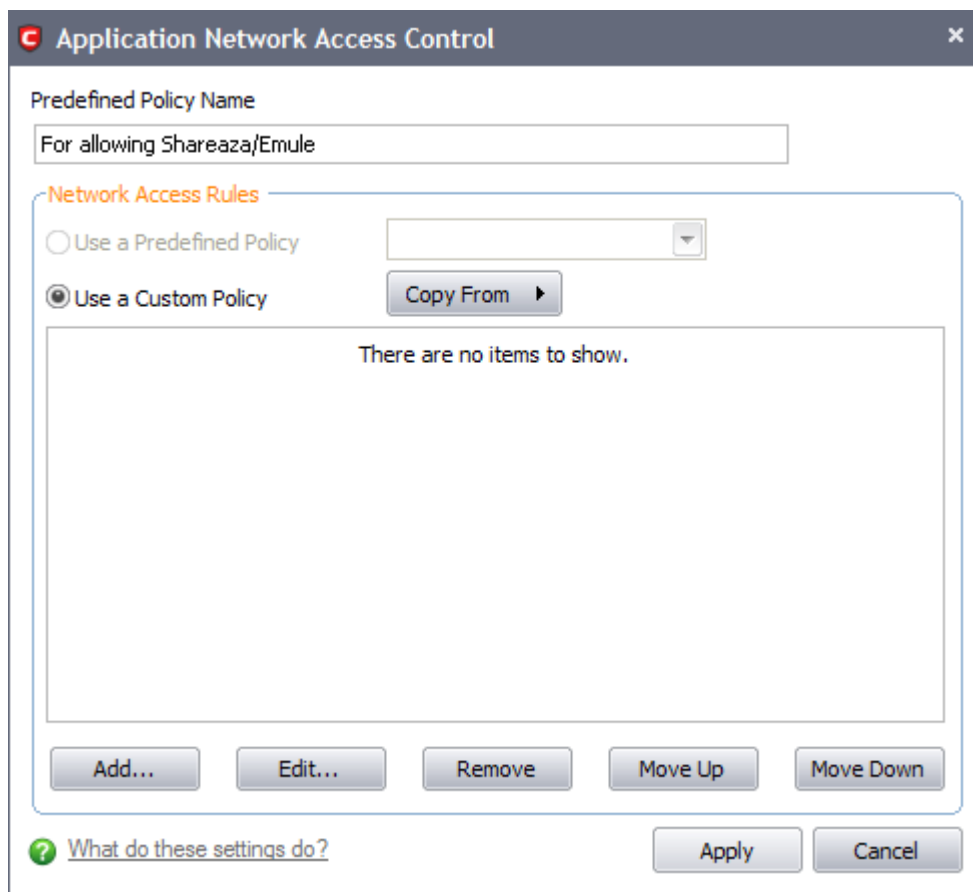 Application Network Access Control
Predefined Policy Name
For allowing Shareaza/Emule
Network Access Rules
Use a Predefined Policy
Use a Custom Policy
Copy From
There are no items to show.
Add...
Edit...
Remove
Move Up
Move Down
What do these settings do?
Apply
Cancel